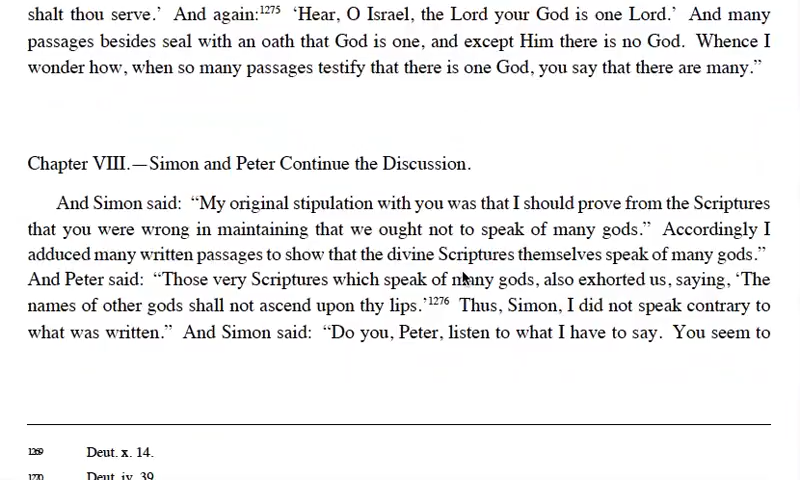 shalt thou serve.’ And again:1275 ‘Hear, O Israel, the Lord your God is one Lord.’ And many
passages besides seal with an oath that God is one, and except Him there is no God. Whence I
wonder how, when so many passages testify that there is one God, you say that there are many.”
Chapter VIII.—Simon and Peter Continue the Discussion.
And Simon said: “My original stipulation with you was that I should prove from the Scriptures
that you were wrong in maintaining that we ought not to speak of many gods.” Accordingly I
adduced many written passages to show that the divine Scriptures themselves speak of many gods.”
And Peter said: “Those very Scriptures which speak of many gods, also exhorted us, saying, ‘The
names of other gods shall not ascend upon thy lips.’1276 Thus, Simon, I did not speak contrary to
what was written.” And Simon said: “Do you, Peter, listen to what I have to say. You seem to
1269 Deut. x. 14.
1270 Deut. iv. 39